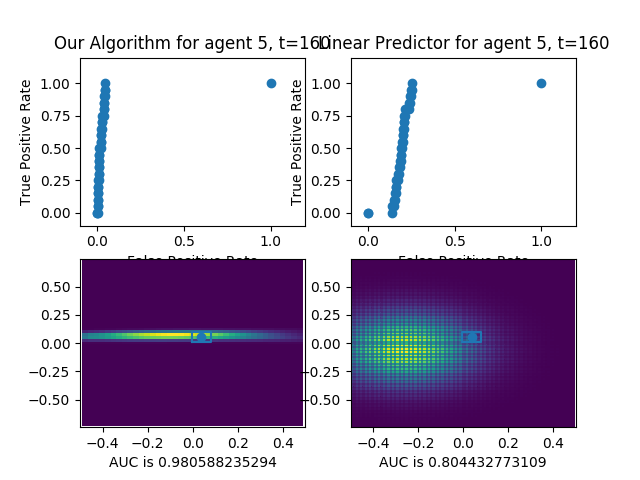 Our Algorithm for agent 5, t=160
Linear Predictor for agent 5, t=160
True Positive Rate
1.00
0.75
0.50
0.25
0.00
0.0 0.5 1.0
False Positive Rate
True Positive Rate
1.00
0.75
0.50
0.25
0.00
0.0 0.5 1.0
False Positive Rate
0.50
0.25
0.00
−0.25
−0.50
−0.4 −0.2 0.0 0.2 0.4
AUC is 0.980588235294
0.50
0.25
0.00
−0.25
−0.50
−0.4 −0.2 0.0 0.2 0.4
AUC is 0.804432773109